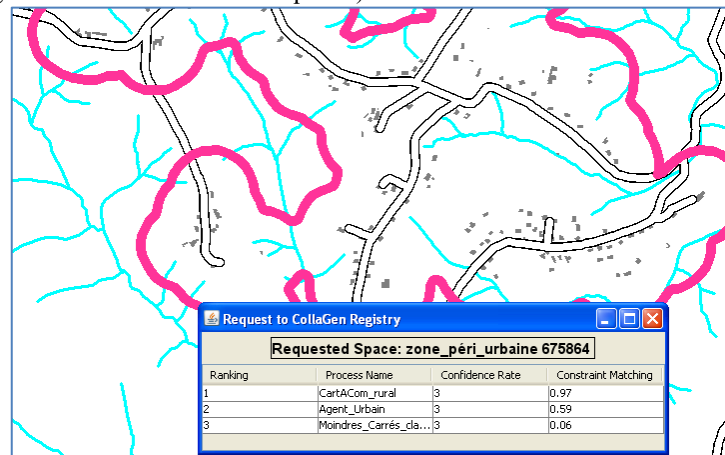 Request to CollaGen Registry
Requested Space: zone_péri_urbaine 675864
Ranking Process Name Confidence Rate Constraint Matching
1 CartACom_rural 3 0.97
2 Agent_Urbain 3 0.59
3 Moindres_Carrés_cla... 3 0.06